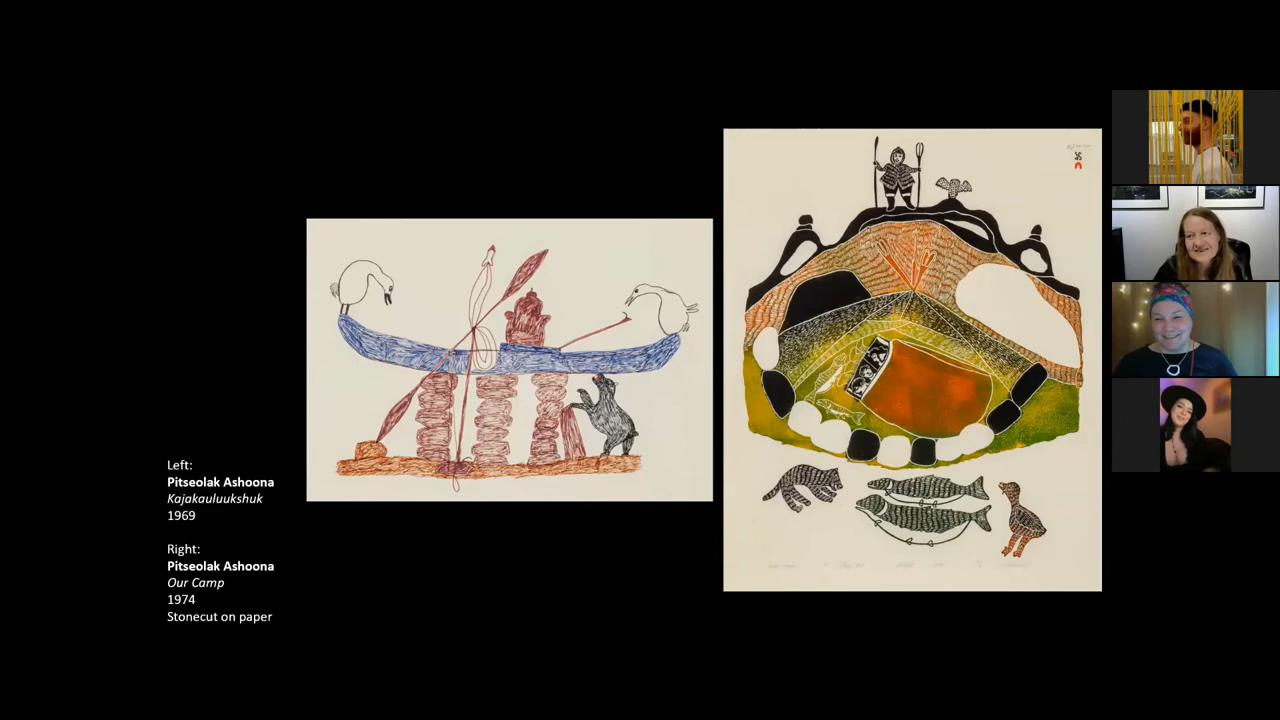 Left:
Pitseolak Ashoona
Kajakauluukshuk
1969
Right:
Pitseolak Ashoona
Our Camp
1974
Stonecut on paper